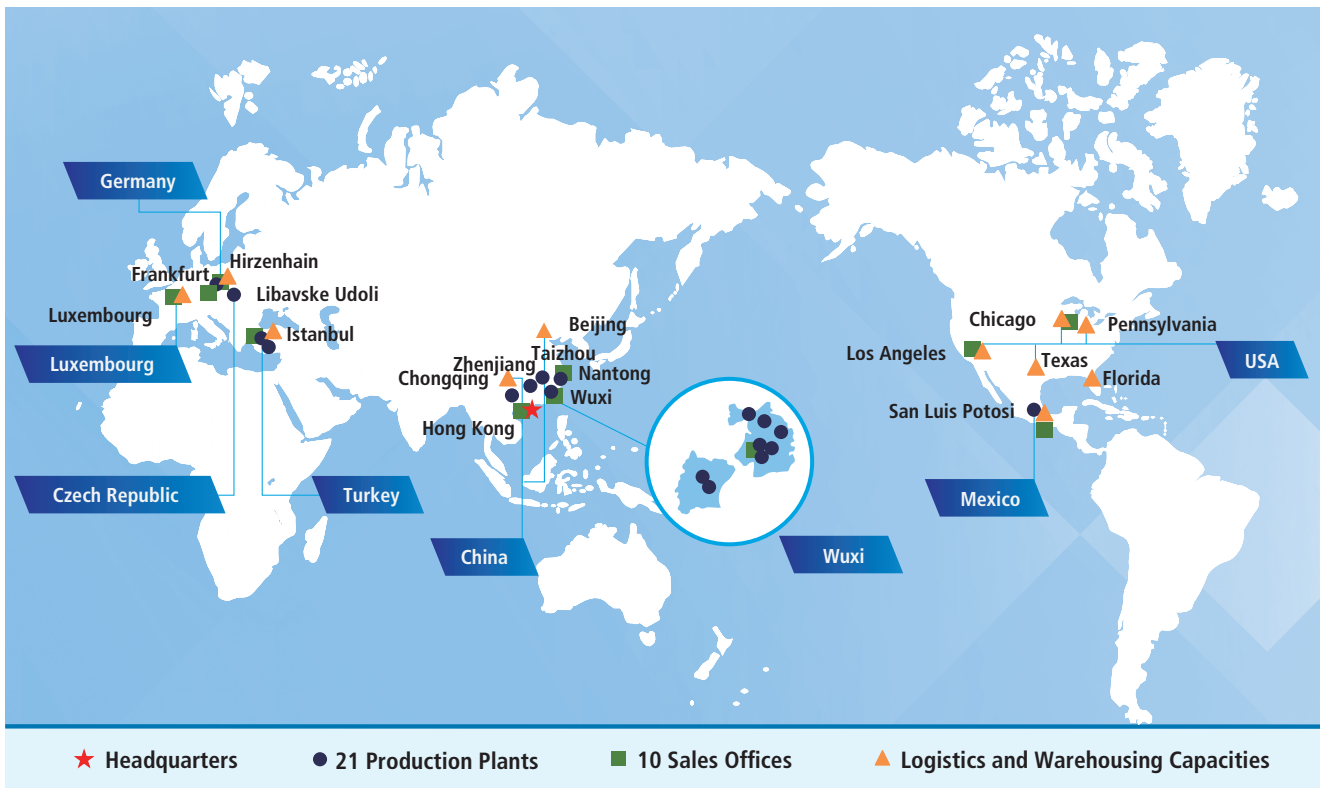 Germany
Hirzenhain
Frankfurt
Libavske Udoli
Luxembourg
Istanbul
Luxembourg
Beijing
Taizhou
Zhenjiang
Nantong
Chongqing
Wuxi
Hong Kong
Chicago
Pennsylvania
Los Angeles
Texas
USA
Florida
San Luis Potosi
Czech Republic
Turkey
Mexico
China
Wuxi
Headquarters
21 Production Plants
10 Sales Offices
Logistics and Warehousing Capacities